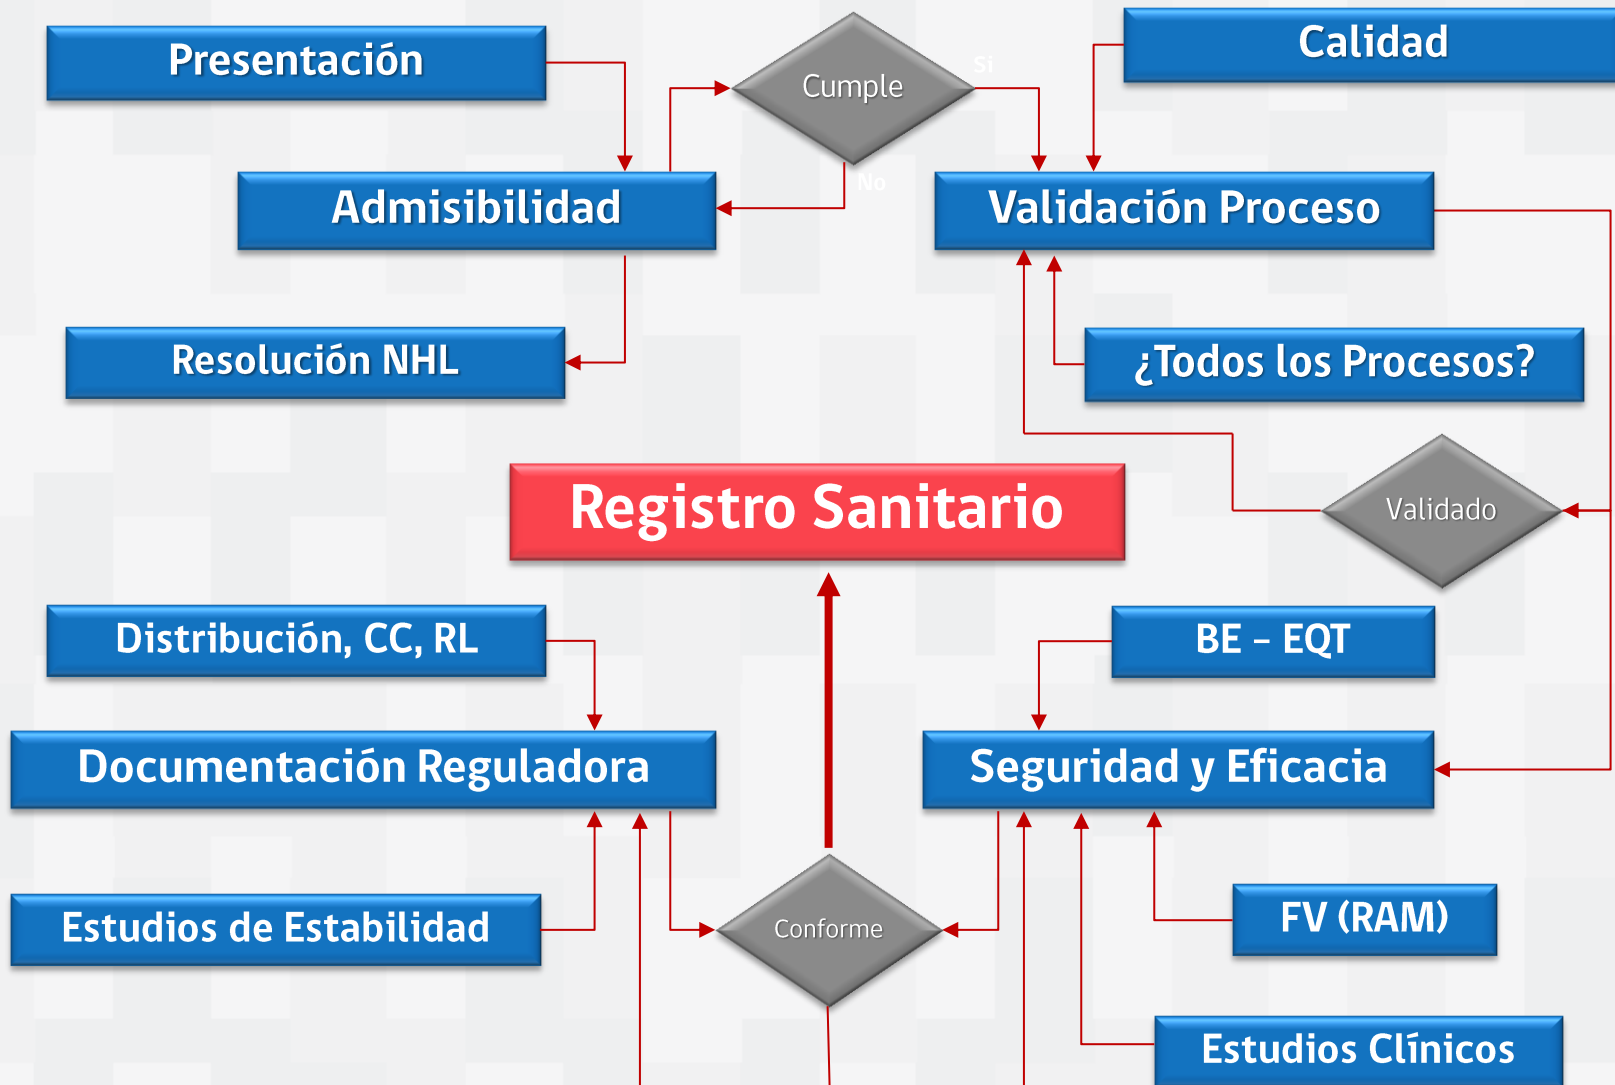 Presentación
Cumple
Si
Calidad
Admisibilidad
No
Validación Proceso
Resolución NHL
¿Todos los Procesos?
Registro Sanitario
Validado
Distribución, CC, RL
BE – EQT
Documentación Reguladora
Seguridad y Eficacia
Estudios de Estabilidad
Conforme
FV (RAM)
Estudios Clínicos